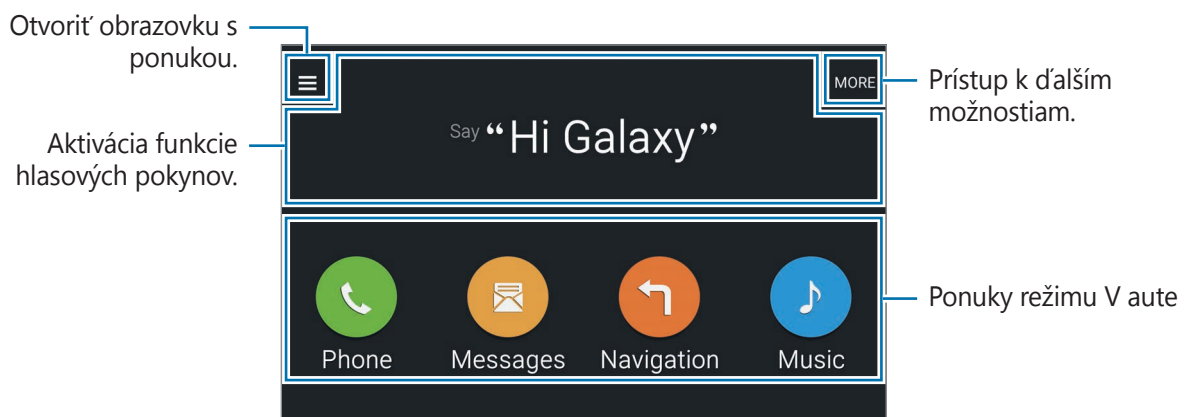 Otvoriť obrazovku s
ponukou.
Aktivácia funkcie
hlasových pokynov.
MORE
Say “Hi Galaxy”
Prístup k ďalším
možnostiam.
Phone
Messages
Navigation
Music
Ponuky režimu V aute